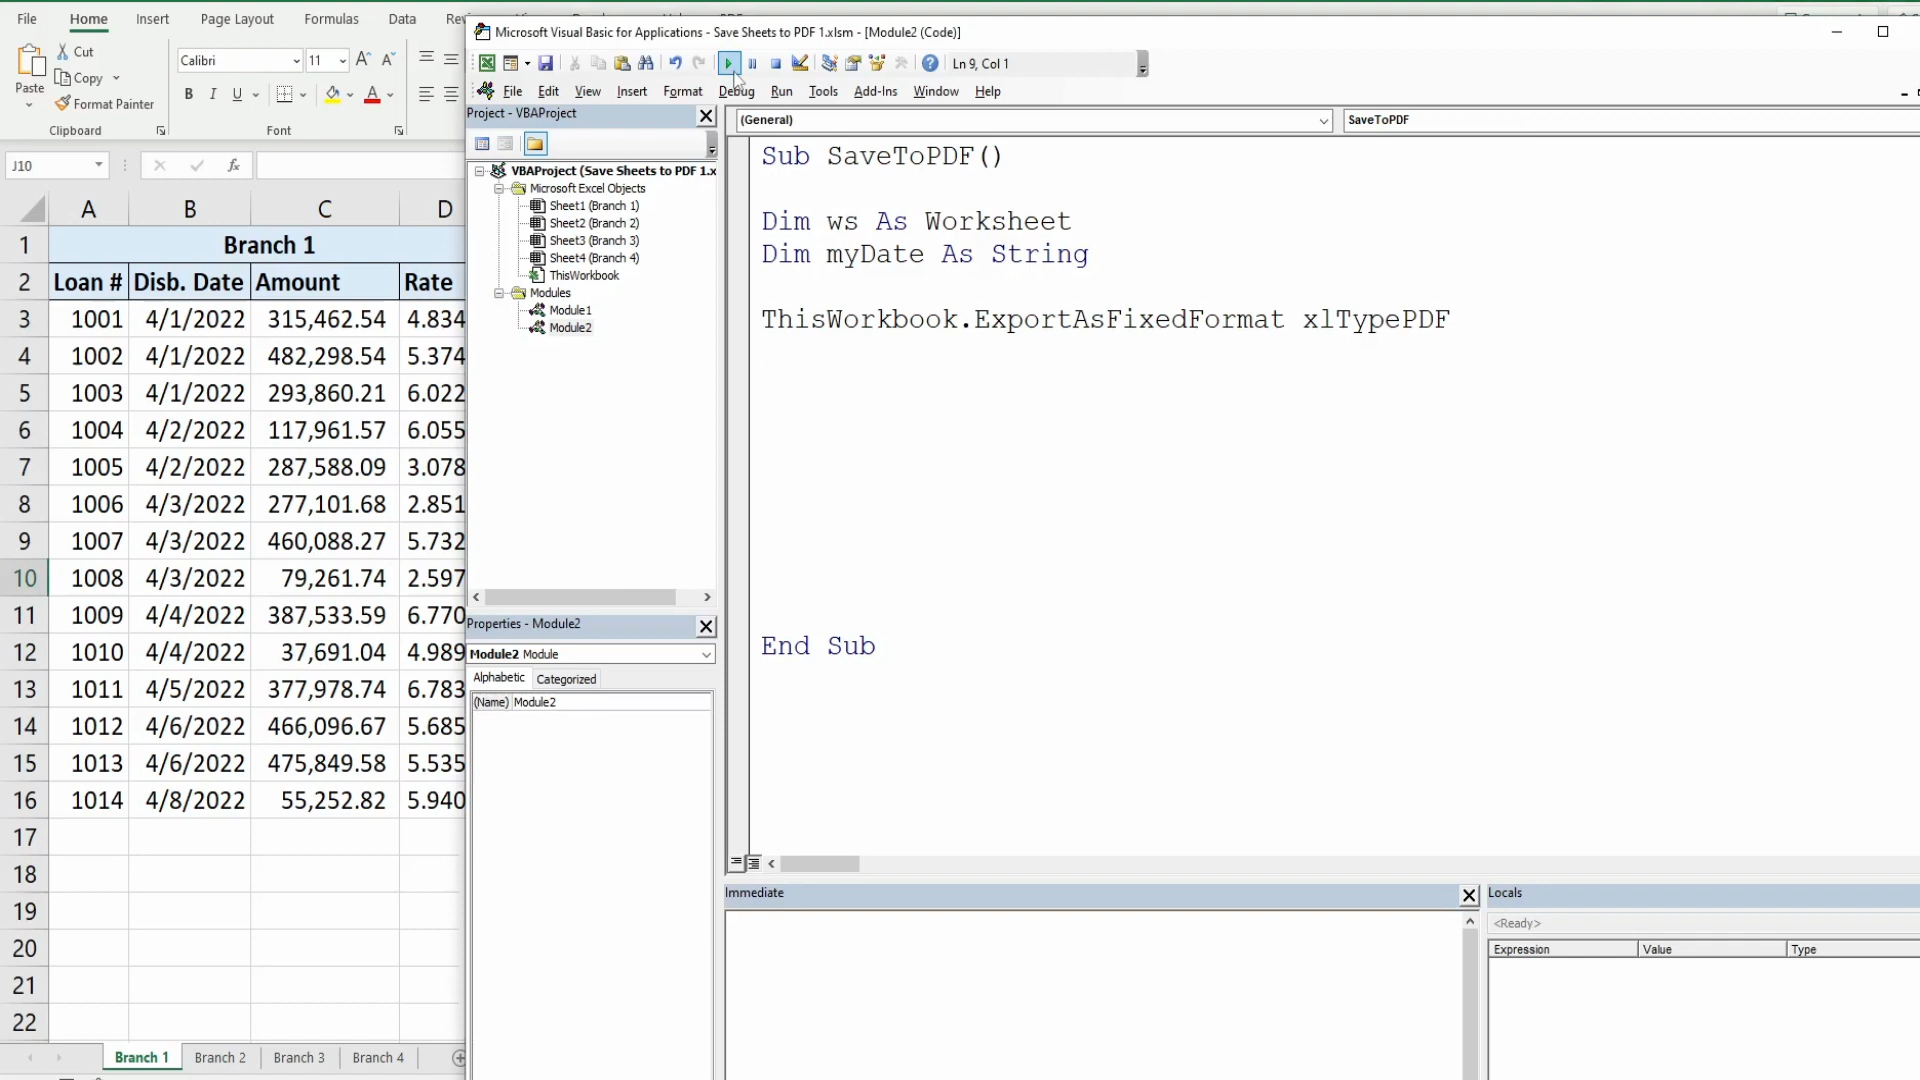 File Home Insert Page Layout Formulas Data
Microsoft Visual Basic for Applications - Save Sheets to PDF 1.xlsm - [Module2 (Code)]
Cut
Copy
Format Painter
Paste
Clipboard
Calibri 11
B I U
Font
Ln 9, Col 1
File Edit View Insert Format Debug Run Tools Add-Ins Window Help
J10 fx
Project - VBAProject
VBAProject (Save Sheets to PDF 1.x
Microsoft Excel Objects
Sheet1 (Branch 1)
Sheet2 (Branch 2)
Sheet3 (Branch 3)
Sheet4 (Branch 4)
ThisWorkbook
Modules
Module1
Module2
(General) SaveToPDF
Sub SaveToPDF()
Dim ws As Worksheet
Dim myDate As String
ThisWorkbook.ExportAsFixedFormat xlTypePDF
End Sub
A B C D
1 Branch 1
2 Loan # Disb. Date Amount Rate
3 1001 4/1/2022 315,462.54 4.834
4 1002 4/1/2022 482,298.54 5.374
5 1003 4/1/2022 293,860.21 6.022
6 1004 4/2/2022 117,961.57 6.055
7 1005 4/2/2022 287,588.09 3.078
8 1006 4/3/2022 277,101.68 2.851
9 1007 4/3/2022 460,088.27 5.732
10 1008 4/3/2022 79,261.74 2.597
11 1009 4/4/2022 387,533.59 6.770
12 1010 4/4/2022 37,691.04 4.989
13 1011 4/5/2022 377,978.74 6.783
14 1012 4/6/2022 466,096.67 5.685
15 1013 4/6/2022 475,849.58 5.535
16 1014 4/8/2022 55,252.82 5.940
17
18
19
20
21
22
Branch 1 Branch 2 Branch 3 Branch 4
Properties - Module2
Module2 Module
Alphabetic Categorized
(Name) Module2
Immediate
Locals
<Ready>
Expression Value Type